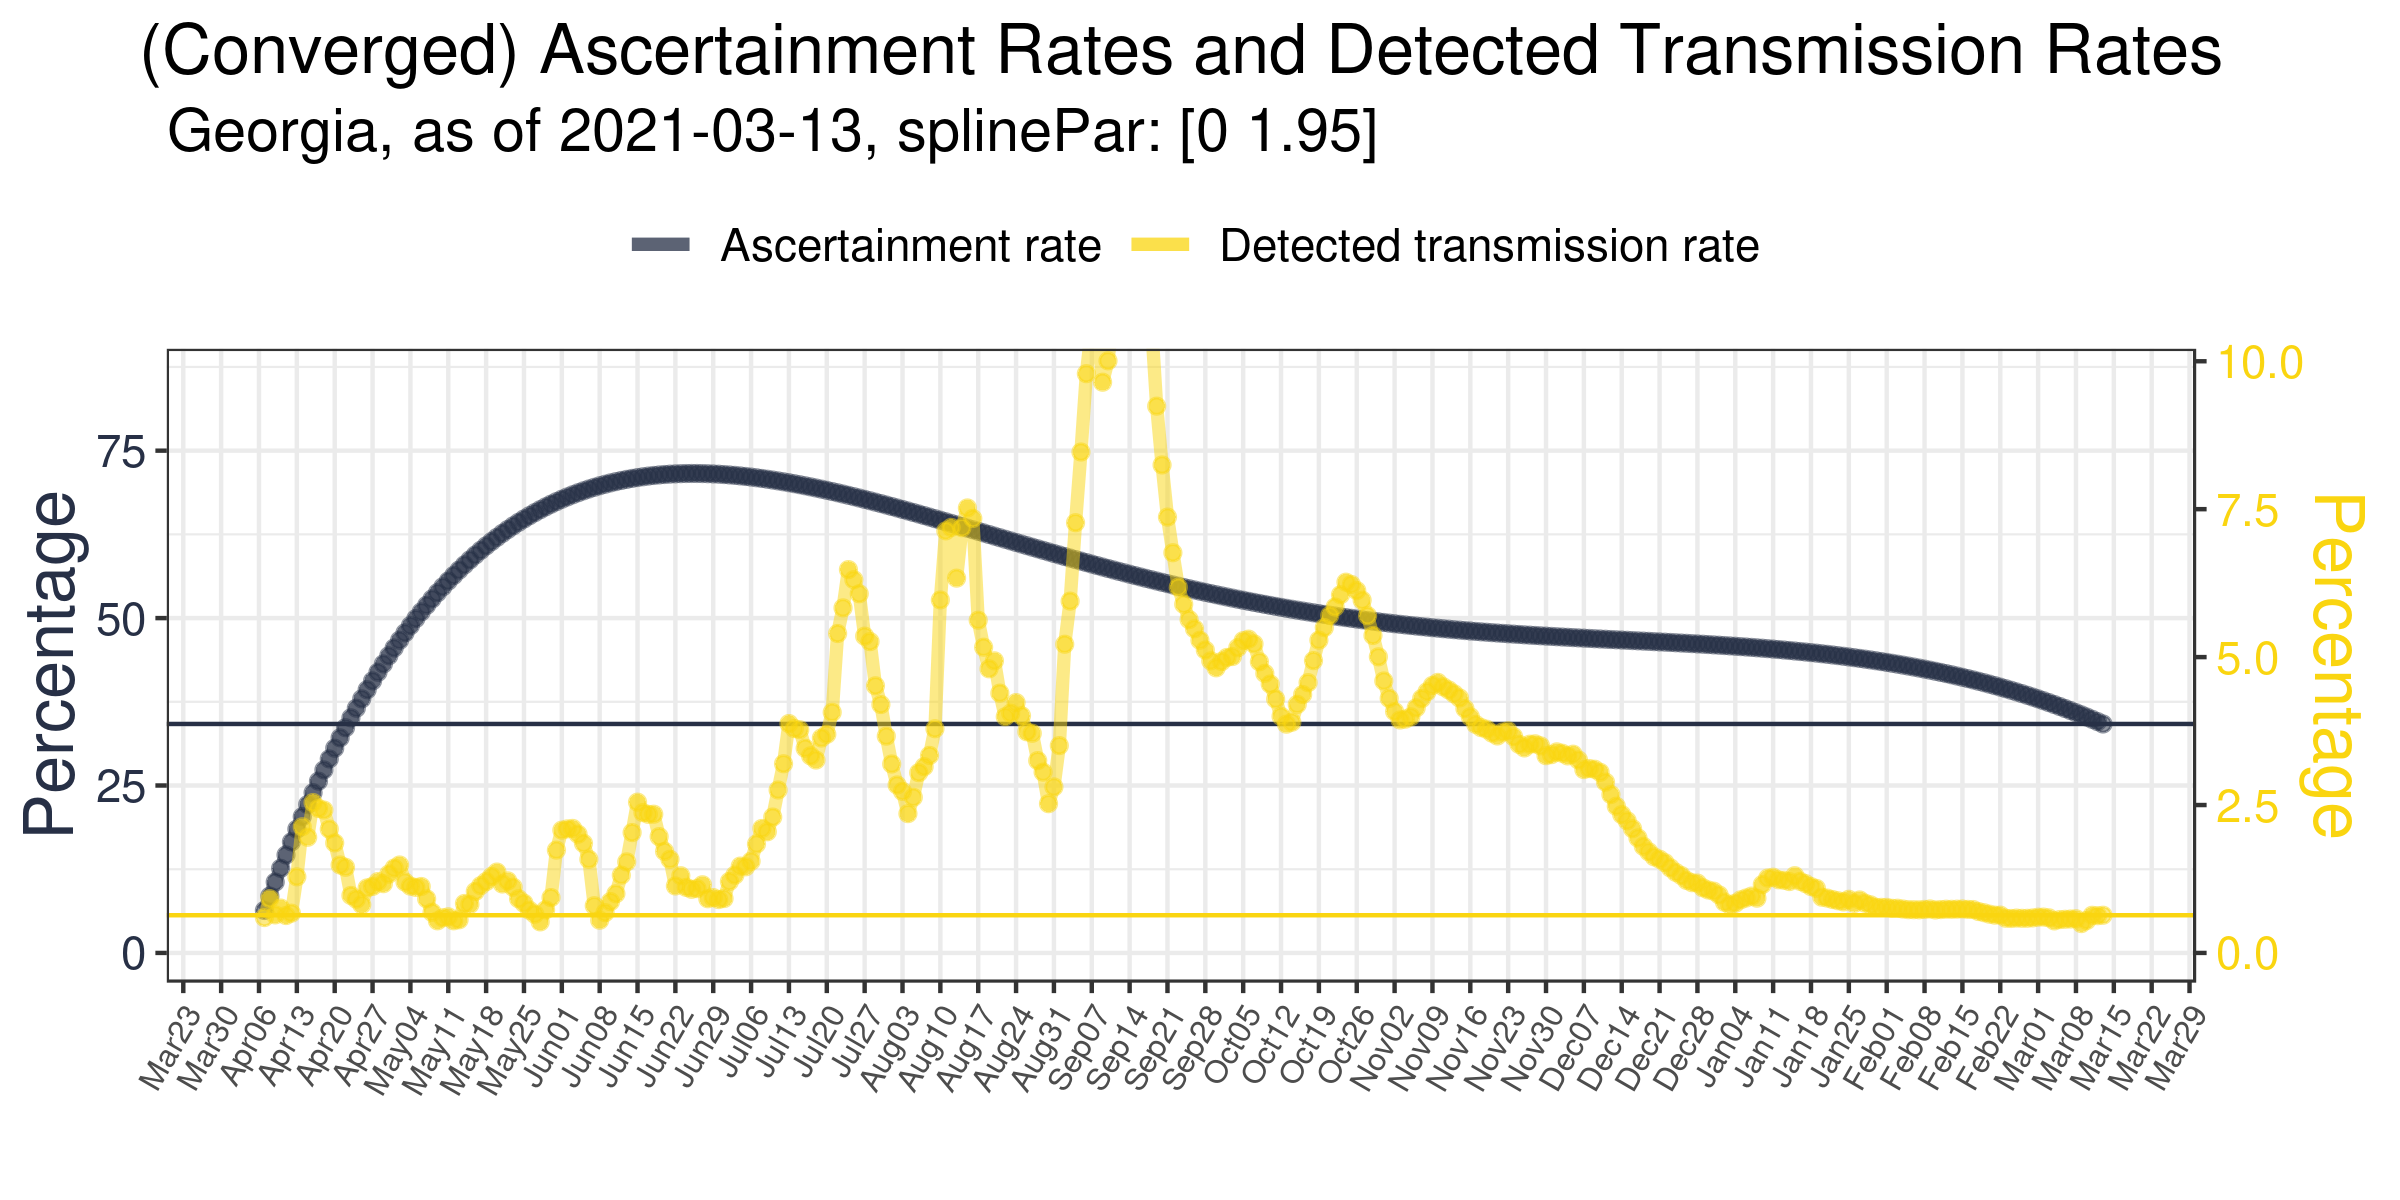 (Converged) Ascertainment Rates and Detected Transmission Rates
Georgia, as of 2021-03-13, splinePar: [0 1.95]
Ascertainment rate
Detected transmission rate
Percentage
75
50
25
0
10.0
7.5
5.0
2.5
0.0
Percentage
Mar23
Mar30
Apr06
Apr13
Apr20
Apr27
May04
May11
May18
May25
Jun01
Jun08
Jun15
Jun22
Jun29
Jul06
Jul13
Jul20
Jul27
Aug03
Aug10
Aug17
Aug24
Aug31
Sep07
Sep14
Sep21
Sep28
Oct05
Oct12
Oct19
Oct26
Nov02
Nov09
Nov16
Nov23
Nov30
Dec07
Dec14
Dec21
Dec28
Jan04
Jan11
Jan18
Jan25
Feb01
Feb08
Feb15
Feb22
Mar01
Mar08
Mar15
Mar22
Mar29